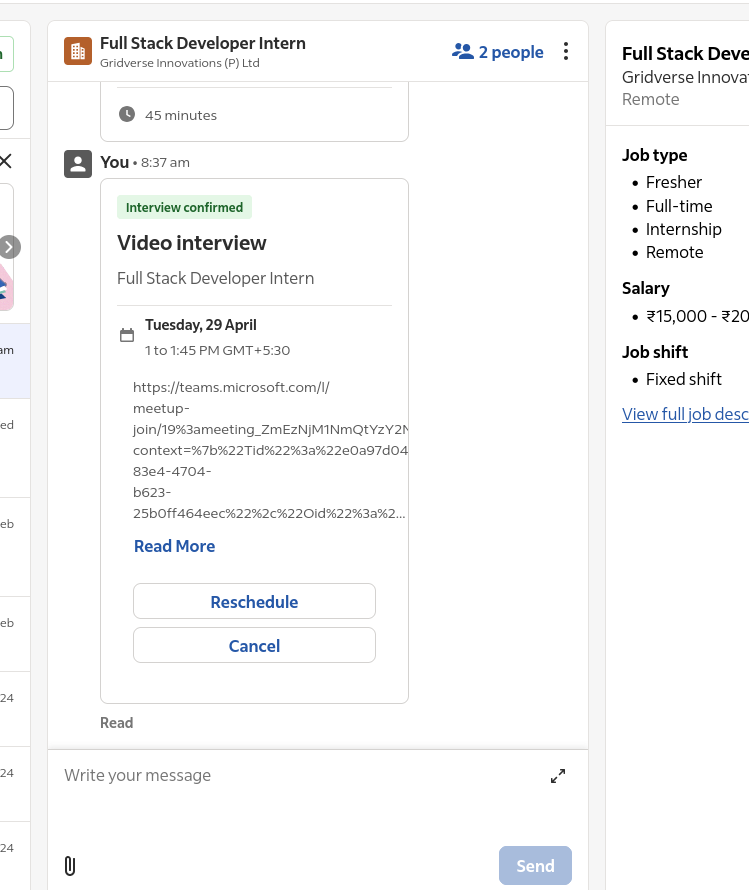 Full Stack Developer Intern
Gridverse Innovations (P) Ltd
2 people
45 minutes
You • 8:37 am
Interview confirmed
Video interview
Full Stack Developer Intern
Tuesday, 29 April
1 to 1:45 PM GMT+5:30
https://teams.microsoft.com/l/
meetup-
join/19%3ameeting_ZmEzNjM1NmQtYzY2N
context=%7b%22Tid%22%3a%22e0a97d04
83e4-4704-
b623-
25b0ff464eec%22%2c%22Oid%22%3a%2...
Read More
Reschedule
Cancel
Read
Write your message
Send
am
ed
eb
eb
24
24
24
Full Stack Deve
Gridverse Innova
Remote
Job type
• Fresher
• Full-time
• Internship
• Remote
Salary
• ₹15,000 - ₹20
Job shift
• Fixed shift
View full job desc